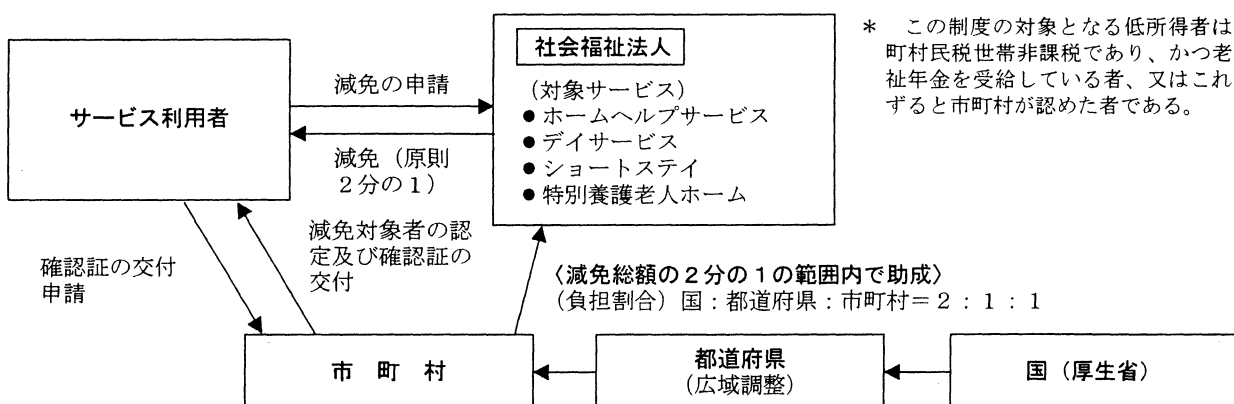 サービス利用者
減免の申請
減免（原則
２分の１）
社会福祉法人
（対象サービス）
●ホームヘルプサービス
●デイサービス
●ショートステイ
●特別養護老人ホーム
＊　この制度の対象となる低所得者は
町村民税世帯非課税であり、かつ老
祉年金を受給している者、又はこれ
ずると市町村が認めた者である。
確認証の交付
申請
減免対象者の認
定及び確認証の
交付
〈減免総額の２分の１の範囲内で助成〉
（負担割合）国：都道府県：市町村＝２：１：１
市　町　村
都道府県
（広域調整）
国（厚生省）